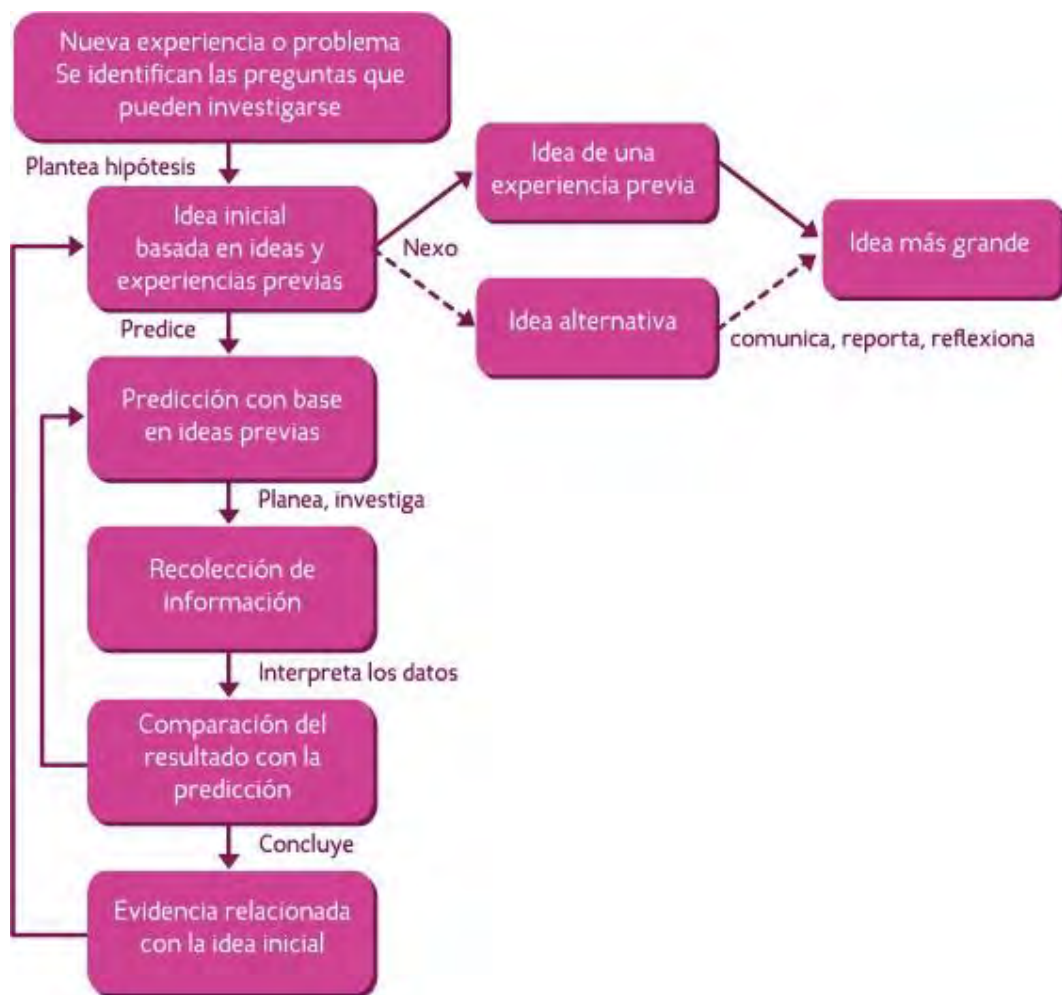 Nueva experiencia o problema
Se identifican las preguntas que
pueden investigarse
Plantea hipótesis
Idea inicial
basada en ideas y
experiencias previas
Nexo
Idea de una
experiencia previa
Idea alternativa
Idea más grande
comunica, reporta, reflexiona
Predice
Predicción con base
en ideas previas
Planea, investiga
Recolección de
información
Interpreta los datos
Comparación del
resultado con la
predicción
Concluye
Evidencia relacionada
con la idea inicial